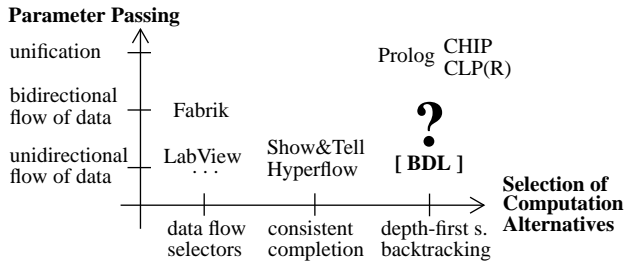 Parameter Passing
unification
Prolog CHIP
CLP(R)
bidirectional
flow of data
Fabrik
?
unidirectional
flow of data
LabView
. . .
Show&Tell
Hyperflow
[ BDL ]
Selection of
Computation
Alternatives
data flow
selectors
consistent
completion
depth-first s.
backtracking